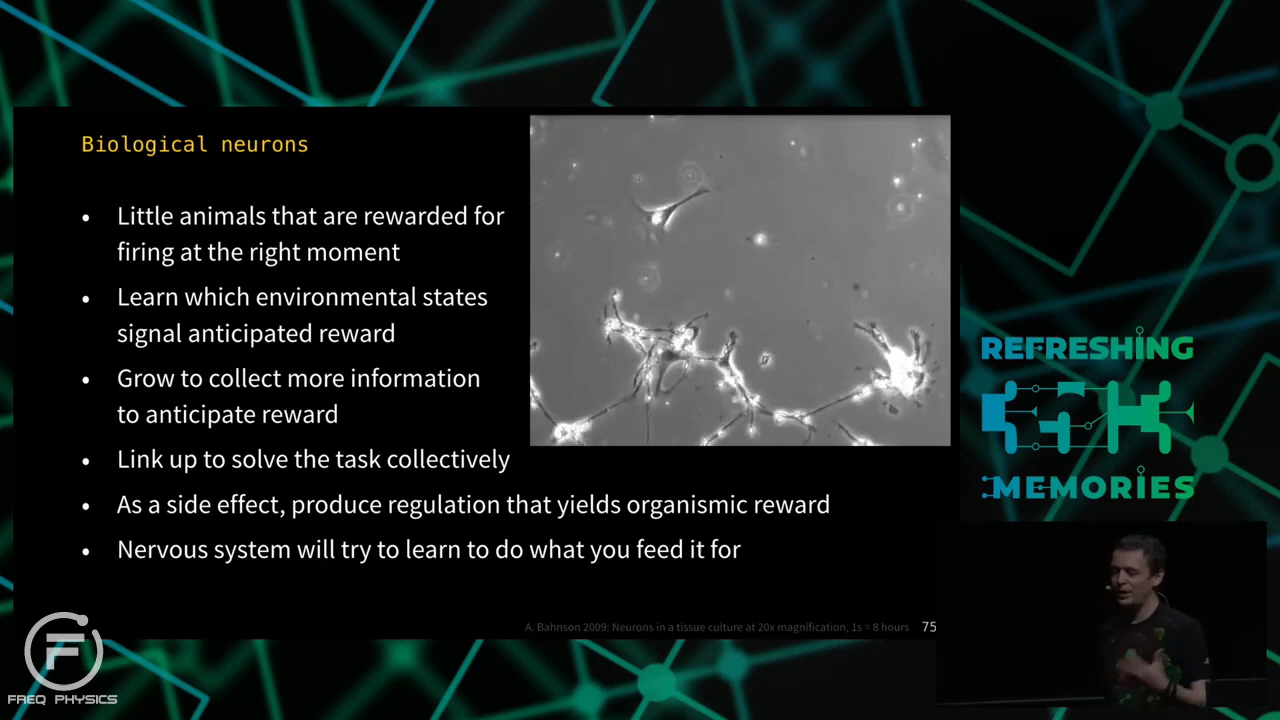 Biological neurons
• Little animals that are rewarded for
firing at the right moment
• Learn which environmental states
signal anticipated reward
• Grow to collect more information
to anticipate reward
• Link up to solve the task collectively
• As a side effect, produce regulation that yields organismic reward
• Nervous system will try to learn to do what you feed it for
A. Bahnson 2009: Neurons in a tissue culture at 20x magnification, 1s = 8 hours 75
REFRESHING
MEMORIES
F
FREQ PHYSICS